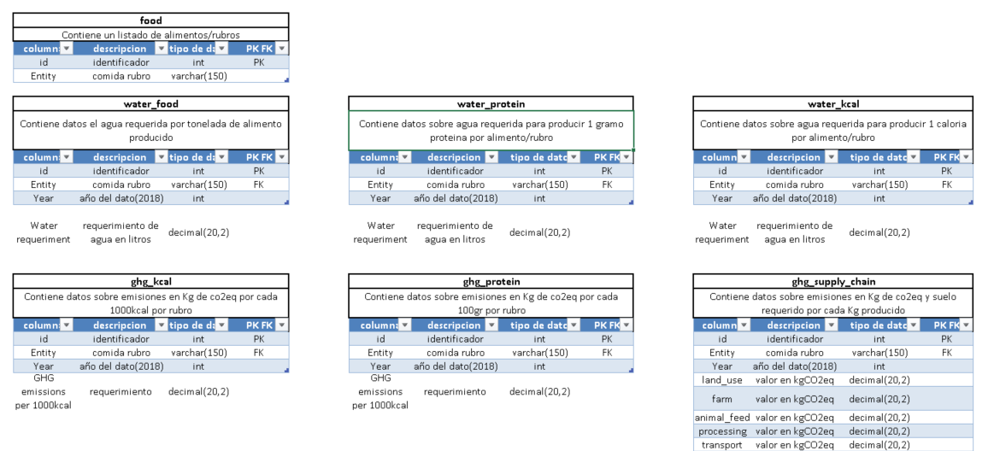 food
Contiene un listado de alimentos/rubros
column descripcion tipo de da PK FK
id identificador int PK
Entity comida rubro varchar(150)
water_food
Contiene datos el agua requerida por tonelada de alimento
producido
column descripcion tipo de da PK FK
id identificador int PK
Entity comida rubro varchar(150) FK
Year año del dato(2018) int
Water requeriment requerimiento de agua en litros decimal(20,2)
water_protein
Contiene datos sobre agua requerida para producir 1 gramo
proteina por alimento/rubro
columna descripcion tipo de datc PK FK
id identificador int PK
Entity comida rubro varchar(150) FK
Year año del dato(2018) int
Water requeriment requerimiento de agua en litros decimal(20,2)
water_kcal
Contiene datos sobre agua requerida para producir 1 caloria
por alimento/rubro
column descripcion tipo de datc PK FK
id identificador int PK
Entity comida rubro varchar(150) FK
Year año del dato(2018) int
Water requeriment requerimiento de agua en litros decimal(20,2)
ghg_kcal
Contiene datos sobre emisiones en Kg de co2eq por cada
1000kcal por rubro
column descripcion tipo de da PK FK
id identificador int PK
Entity comida rubro varchar(150) FK
Year año del dato(2018) int
GHG emissions per 1000kcal requerimiento decimal(20,2)
ghg_protein
Contiene datos sobre emisiones en Kg de co2eq por cada
100gr por rubro
columna descripcion tipo de datc PK FK
id identificador int PK
Entity comida rubro varchar(150) FK
Year año del dato(2018) int
GHG emissions per 1000kcal requerimiento decimal(20,2)
ghg_supply_chain
Contiene datos sobre emisiones en Kg de co2eq y suelo
requerido por cada Kg producido
column descripcion tipo de datc PK FK
id identificador int PK
Entity comida rubro varchar(150) FK
Year año del dato(2018) int
land_use valor en kgCO2eq decimal(20,2)
farm valor en kgCO2eq decimal(20,2)
animal_feed valor en kgCO2eq decimal(20,2)
processing valor en kgCO2eq decimal(20,2)
transport valor en kgCO2eq decimal(20,2)